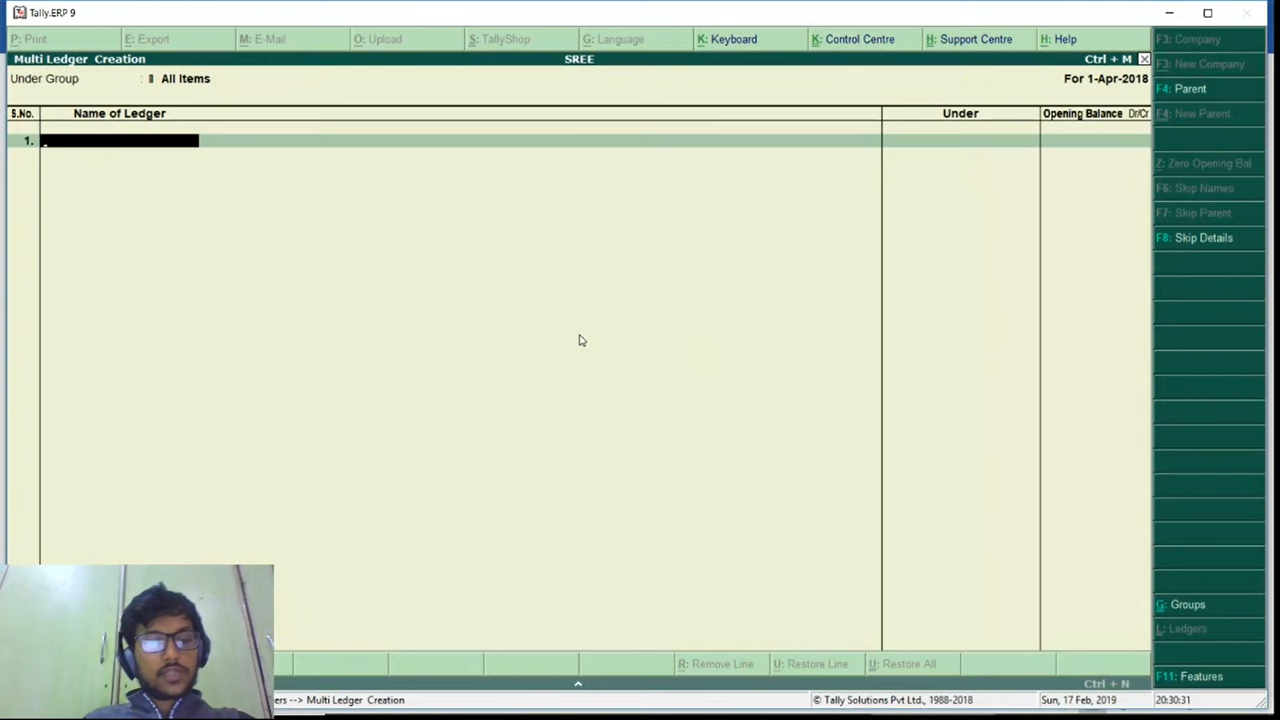 Tally.ERP 9
P: Print
E: Export
M: E-Mail
O: Upload
S: TallyShop
G: Language
K: Keyboard
K: Control Centre
H: Support Centre
H: Help
Multi Ledger Creation
SREE
Ctrl + M
Under Group : All Items
For 1-Apr-2018
S.No. Name of Ledger Under Opening Balance Dr/Cr
1.
F3: Company
F3: New Company
F4: Parent
F4: New Parent
Z: Zero Opening Bal
F6: Skip Names
F7: Skip Parent
F8: Skip Details
G: Groups
L: Ledgers
F11: Features
R: Remove Line
U: Restore Line
U: Restore All
Ctrl + N
ers --> Multi Ledger Creation
© Tally Solutions Pvt Ltd., 1988-2018
Sun, 17 Feb, 2019
20:30:31